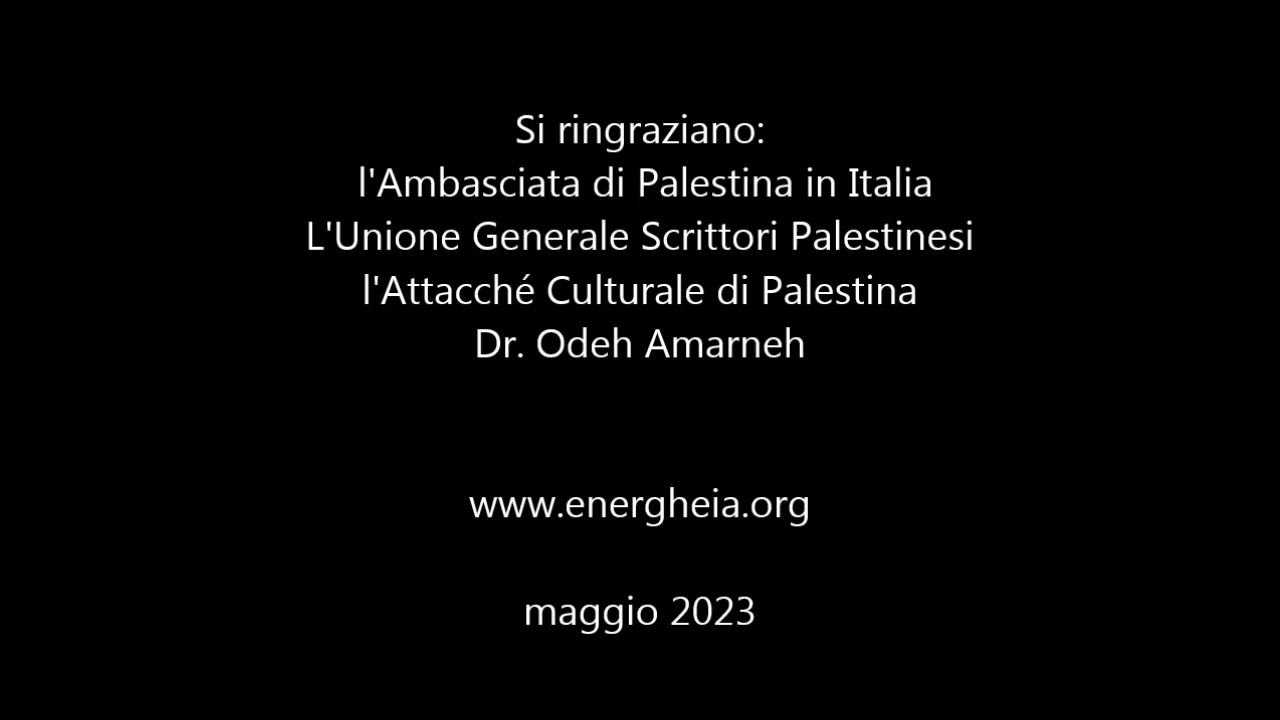 Si ringraziano:
l'Ambasciata di Palestina in Italia
L'Unione Generale Scrittori Palestinesi
l'Attacché Culturale di Palestina
Dr. Odeh Amarneh
www.energheia.org
maggio 2023